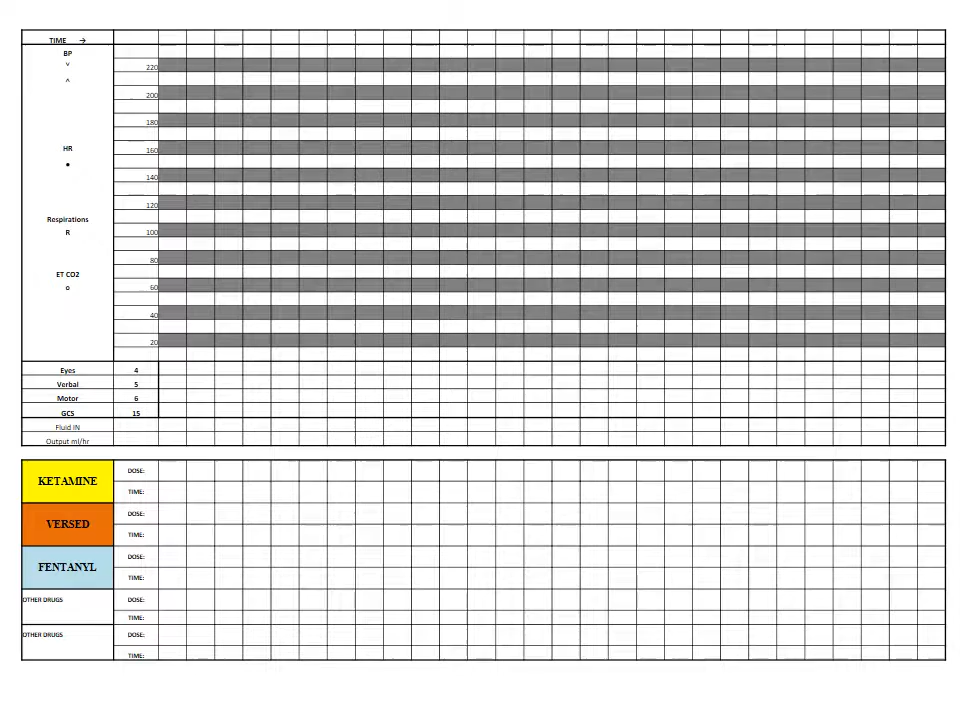 TIME →
BP
˅
220
˄
200
180
HR
160
●
140
120
Respirations
R
100
80
ET CO2
o
60
40
20
Eyes 4
Verbal 5
Motor 6
GCS 15
Fluid IN
Output ml/hr
KETAMINE
DOSE:
TIME:
VERSED
DOSE:
TIME:
FENTANYL
DOSE:
TIME:
OTHER DRUGS DOSE:
TIME:
OTHER DRUGS DOSE:
TIME: